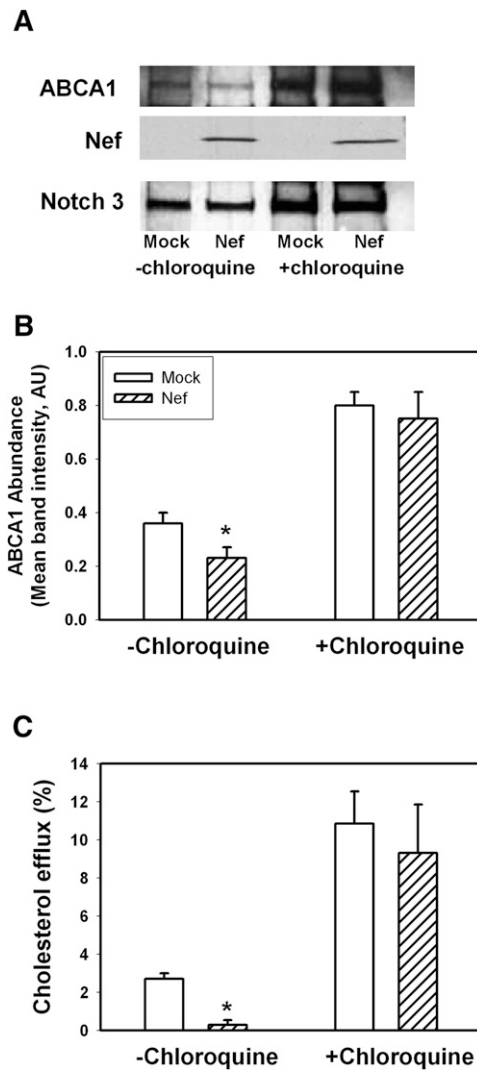 A
ABCA1
Nef
Notch 3
Mock Nef Mock Nef
-chloroquine +chloroquine
B
ABCA1 Abundance
(Mean band intensity, AU)
1.0
0.8
0.6
0.4
0.2
0.0
Mock
Nef
*
-Chloroquine +Chloroquine
C
Cholesterol efflux (%)
14
12
10
8
6
4
2
0
*
-Chloroquine +Chloroquine